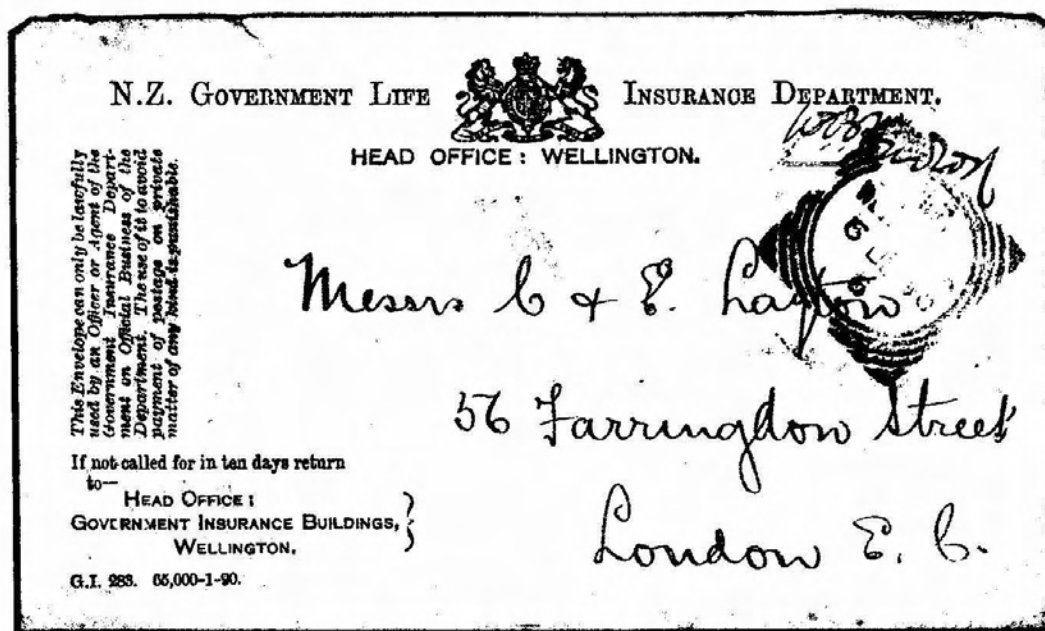 N.Z. GOVERNMENT LIFE INSURANCE DEPARTMENT.
HEAD OFFICE: WELLINGTON.
This Envelope can only be lawfully
used by an Officer or Agent of the
Government Insurance Depart-
ment on Official Business of the
Department. The use of it to avoid
payment of postage on private
matter of any kind is punishable.
Messrs C & E. Layton
56 Farringdon Street
London E. C.
If not called for in ten days return
to—
HEAD OFFICE:
GOVERNMENT INSURANCE BUILDINGS,
WELLINGTON.
G.I. 283. 65,000-1-90.